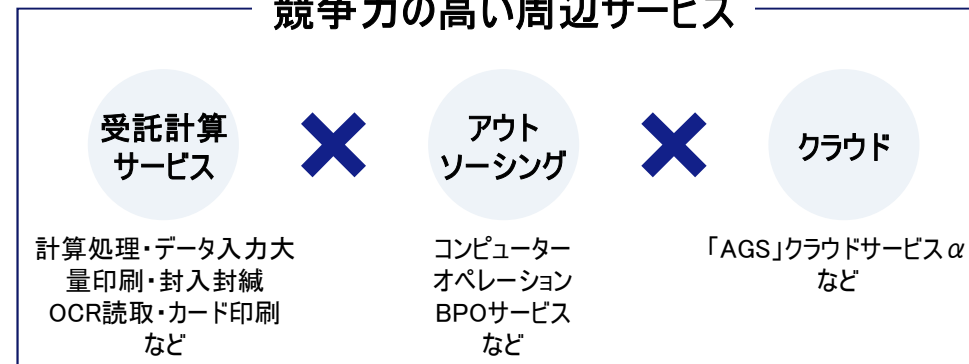 競争力の高い周辺サービス
受託計算
サービス
アウト
ソーシング
クラウド
計算処理・データ入力大
量印刷・封入封緘
OCR読取・カード印刷
など
コンピューター
オペレーション
BPOサービス
など
「AGS」クラウドサービスα
など